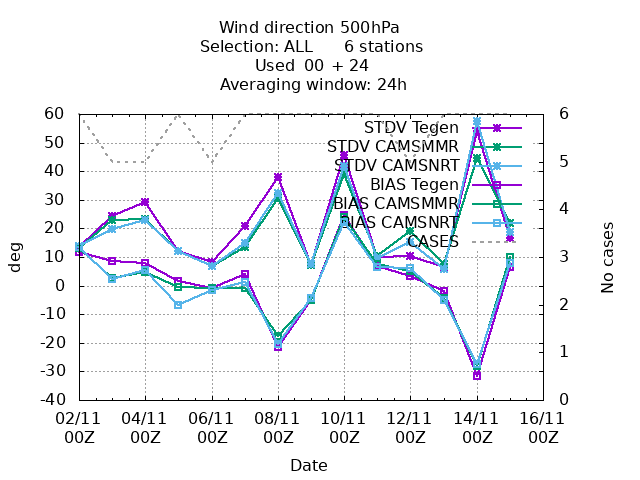 Wind direction 500hPa
Selection: ALL      6 stations
Used  00 + 24
Averaging window: 24h
60
50
40
30
20
10
0
-10
-20
-30
-40
deg
6
5
4
3
2
1
0
No cases
STDV Tegen
STDV CAMSMMR
STDV CAMSNRT
BIAS Tegen
BIAS CAMSMMR
BIAS CAMSNRT
CASES
02/11 04/11 06/11 08/11 10/11 12/11 14/11 16/11
00Z 00Z 00Z 00Z 00Z 00Z 00Z 00Z
Date